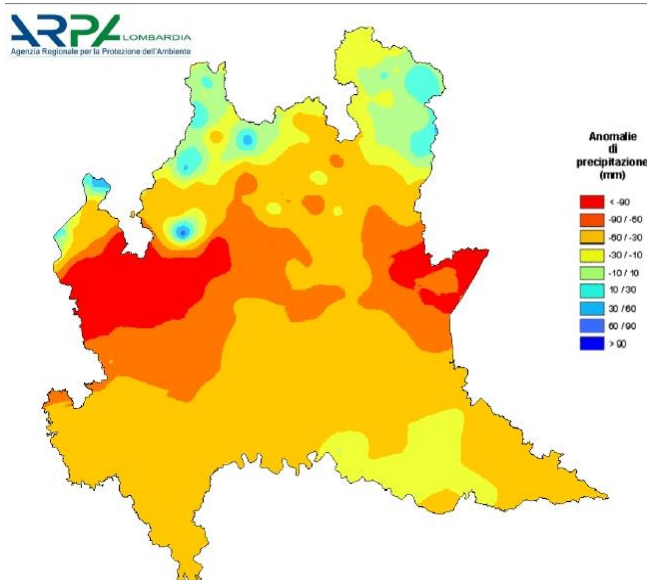 ARPA LOMBARDIA
Agenzia Regionale per la Protezione dell'Ambiente
Anomalie
di
precipitazione
(mm)
< -90
-90 / -60
-60 / -30
-30 / -10
-10 / 10
10 / 30
30 / 60
60 / 90
> 90